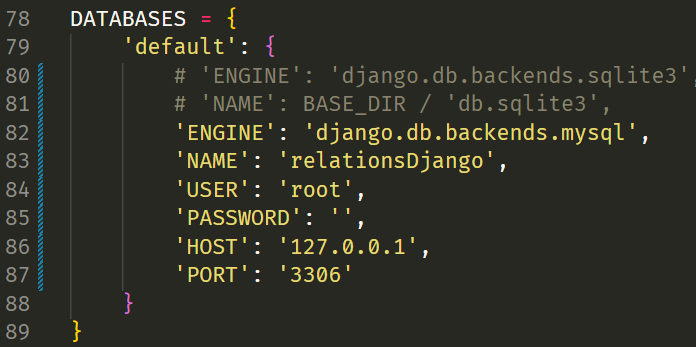 78 DATABASES = {
79     'default': {
80         # 'ENGINE': 'django.db.backends.sqlite3',
81         # 'NAME': BASE_DIR / 'db.sqlite3',
82         'ENGINE': 'django.db.backends.mysql',
83         'NAME': 'relationsDjango',
84         'USER': 'root',
85         'PASSWORD': '',
86         'HOST': '127.0.0.1',
87         'PORT': '3306'
88     }
89 }